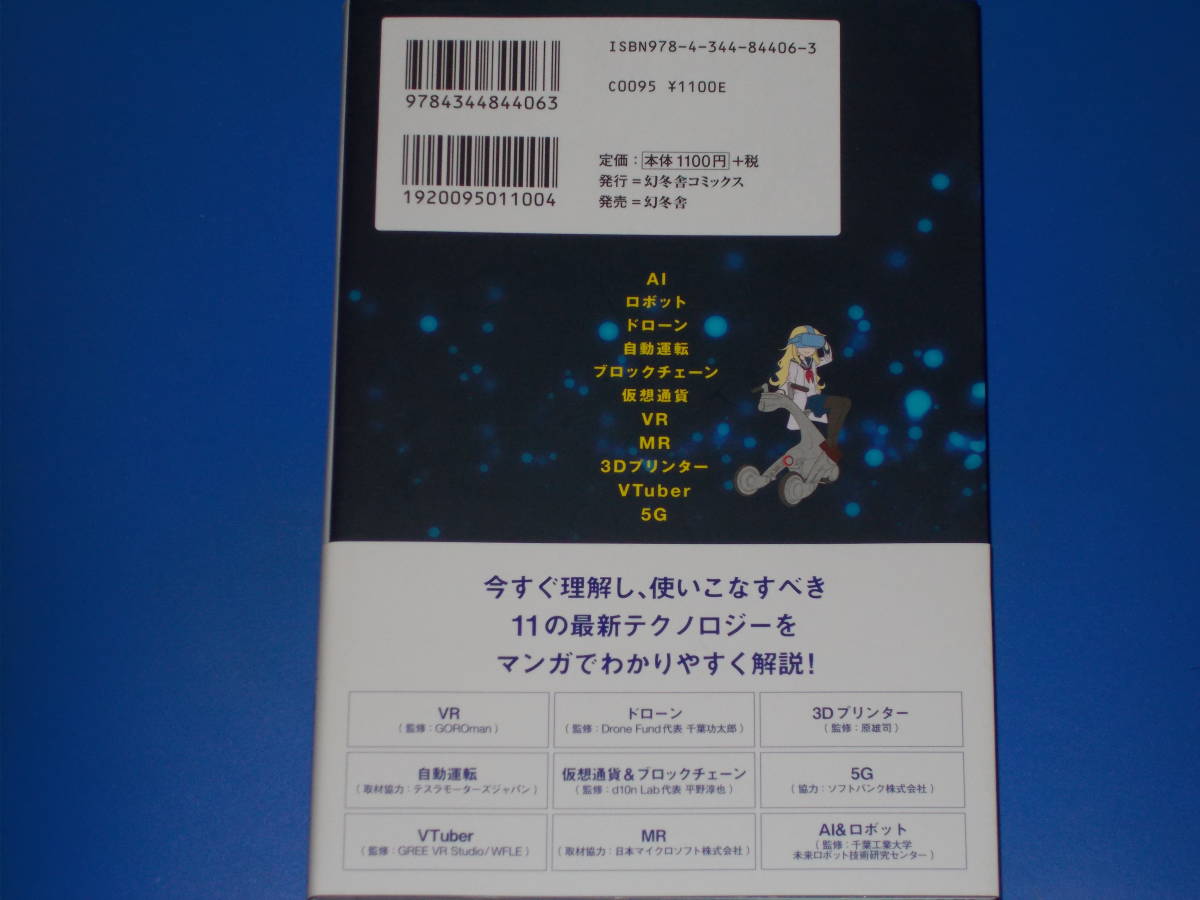 ISBN978-4-344-84406-3
9784344844063
C0095 ¥1100E
1920095011004
定価：本体1100円+税
発行＝幻冬舎コミックス
発売＝幻冬舎
AI
ロボット
ドローン
自動運転
ブロックチェーン
仮想通貨
VR
MR
3Dプリンター
VTuber
5G
今すぐ理解し、使いこなすべき
11の最新テクノロジーを
マンガでわかりやすく解説！
VR
（監修：GOROman）
ドローン
（監修：Drone Fund代表 千葉功太郎）
3Dプリンター
（監修：原雄司）
自動運転
（取材協力：テスラモーターズジャパン）
仮想通貨＆ブロックチェーン
（監修：d10n Lab代表 平野淳也）
5G
（協力：ソフトバンク株式会社）
VTuber
（監修：GREE VR Studio/WFLE）
MR
（取材協力：日本マイクロソフト株式会社）
AI&ロボット
（監修：千葉工業大学
未来ロボット技術研究センター）